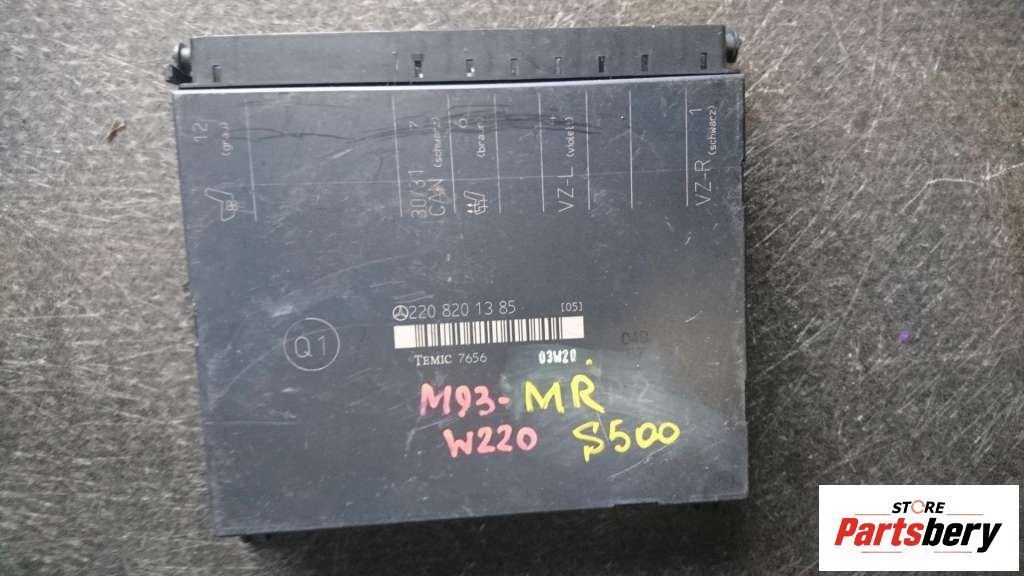 12
(grau)
30/31
CAN
7
(schwarz)
6
(braun)
VZ-L
(violett)
VZ-R
1
(schwarz)
220 820 13 85
[05]
Q1
TEMIC 7656
03W20
M93-MR
W220 S500
STORE
Partsbery